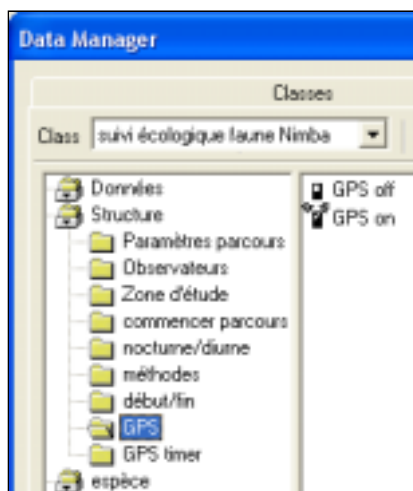 Data Manager
Classes
Class suivi écologique faune Nimba
Données
Structure
Paramètres parcours
Observateurs
Zone d'étude
commencer parcours
nocturne/diurne
méthodes
début/fin
GPS
GPS timer
espèce
GPS off
GPS on